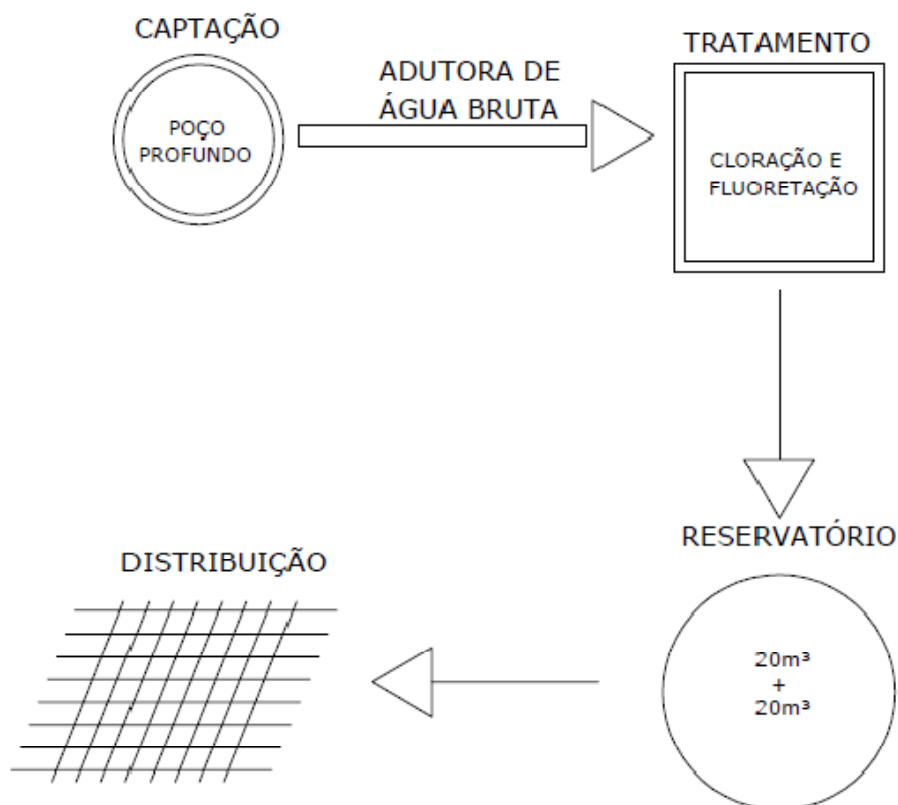 CAPTAÇÃO
POÇO
PROFUNDO
ADUTORA DE
ÁGUA BRUTA
TRATAMENTO
CLORAÇÃO E
FLUORETAÇÃO
RESERVATÓRIO
20m³
+
20m³
DISTRIBUIÇÃO